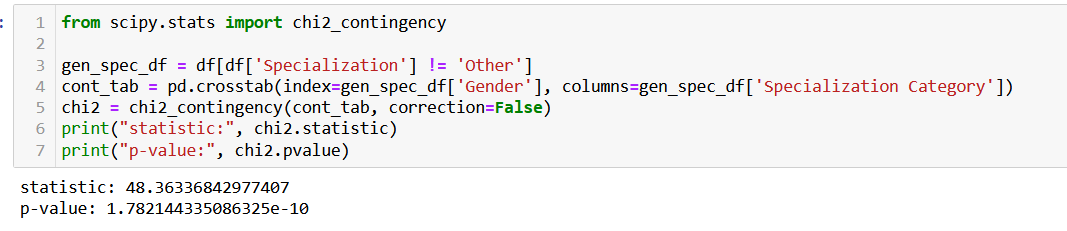 :
1 from scipy.stats import chi2_contingency
2
3 gen_spec_df = df[df['Specialization'] != 'Other']
4 cont_tab = pd.crosstab(index=gen_spec_df['Gender'], columns=gen_spec_df['Specialization Category'])
5 chi2 = chi2_contingency(cont_tab, correction=False)
6 print("statistic:", chi2.statistic)
7 print("p-value:", chi2.pvalue)
statistic: 48.36336842977407
p-value: 1.782144335086325e-10